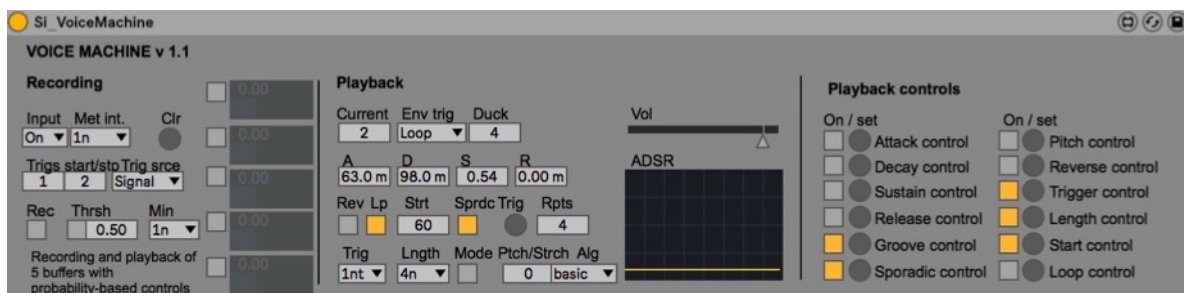 Si_VoiceMachine
VOICE MACHINE v 1.1
Recording
Input Met int. Clr
On 1n
Trigs start/stp Trig srce
1 2 Signal
Rec Thrsh Min
0.50 1n
Recording and playback of
5 buffers with
probability-based controls
0.00
0.00
0.00
0.00
0.00
Playback
Current Env trig Duck
2 Loop 4
A D S R
63.0 m 98.0 m 0.54 0.00 m
Rev Lp Strt Sprdc Trig Rpts
60 4
Trig Lngth Mode Ptch/Strch Alg
1nt 4n 0 basic
Vol
ADSR
Playback controls
On / set On / set
Attack control Pitch control
Decay control Reverse control
Sustain control Trigger control
Release control Length control
Groove control Start control
Sporadic control Loop control